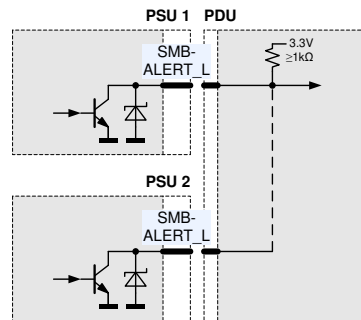 PSU 1 PDU
SMB-
ALERT_L
3.3V
≥1kΩ
PSU 2
SMB-
ALERT_L